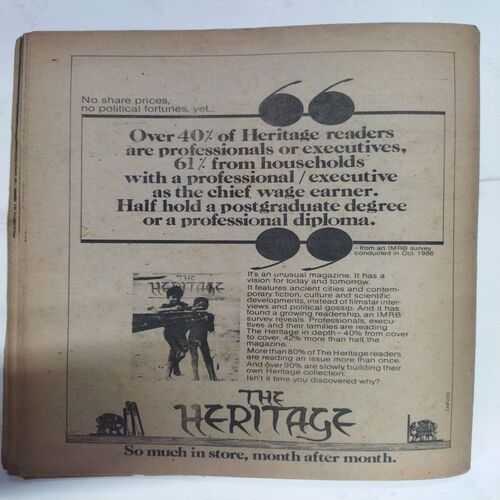 No share prices,
no political fortunes, yet...
Over 40% of Heritage readers
are professionals or executives,
61% from households
with a professional/executive
as the chief wage earner.
Half hold a postgraduate degree
or a professional diploma.
– from an IMRB survey
conducted in Oct. 1986
THE
HERITAGE
It's an unusual magazine. It has a
vision for today and tomorrow.
It features ancient cities and contem-
porary fiction, culture and scientific
developments, instead of filmstar inter-
views and political gossip. And it has
found a growing readership, an IMRB
survey reveals. Professionals, execu-
tives and their families are reading
The Heritage in depth – 40% from cover
to cover, 42% more than half the
magazine.
More than 80% of The Heritage readers
are reading an issue more than once.
And over 90% are slowly building their
own Heritage collection.
Isn't it time you discovered why?
THE
HERITAGE
So much in store, month after month.